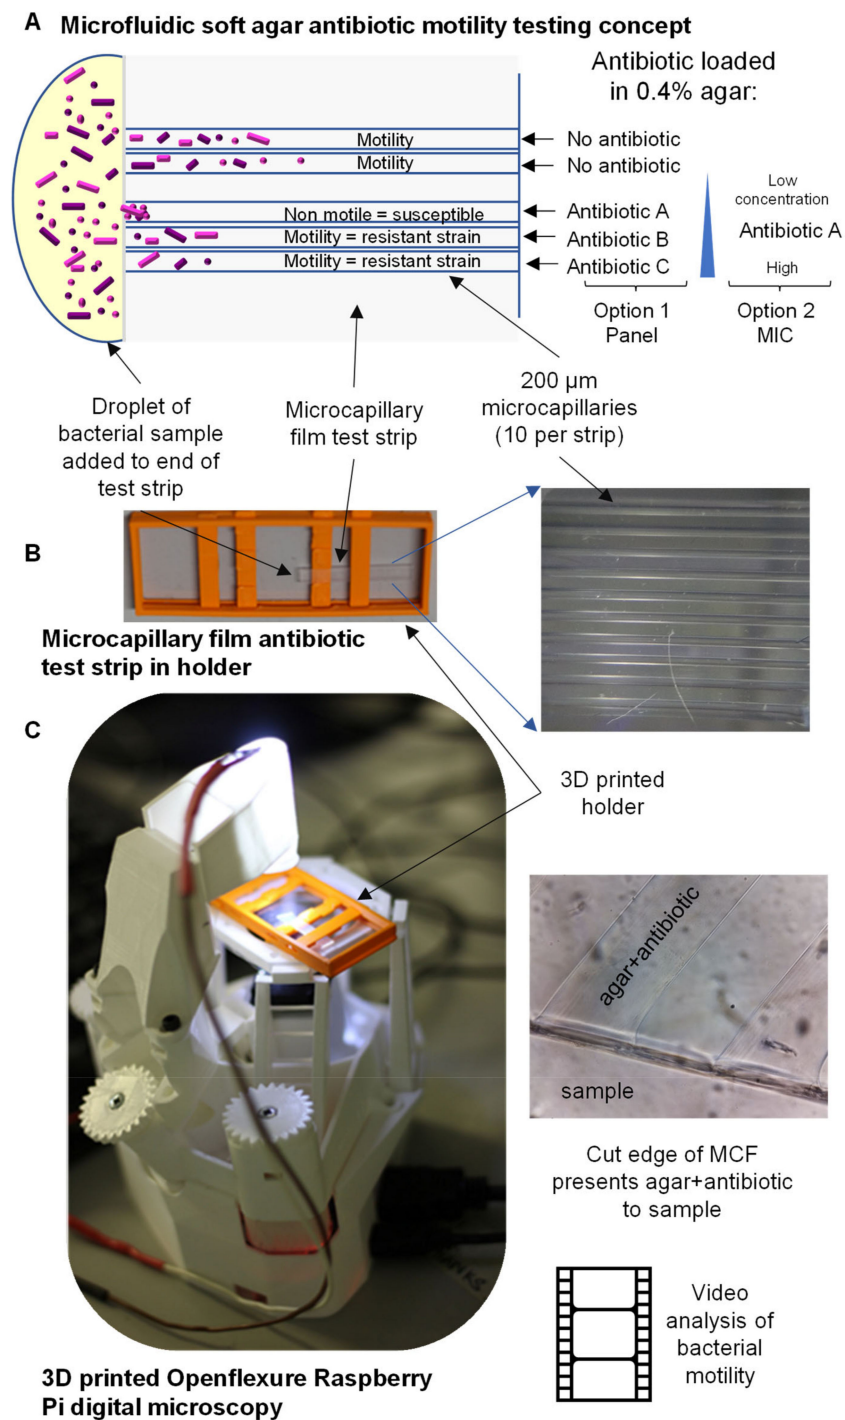 A Microfluidic soft agar antibiotic motility testing concept
Antibiotic loaded
in 0.4% agar:
Motility
No antibiotic
Motility
No antibiotic
Non motile = susceptible
Antibiotic A
Motility = resistant strain
Antibiotic B
Motility = resistant strain
Antibiotic C
Low
concentration
Antibiotic A
High
Option 1
Panel
Option 2
MIC
Droplet of
bacterial sample
added to end of
test strip
Microcapillary
film test strip
200 µm
microcapillaries
(10 per strip)
B
Microcapillary film antibiotic
test strip in holder
C
3D printed
holder
agar+antibiotic
sample
Cut edge of MCF
presents agar+antibiotic
to sample
Video
analysis of
bacterial
motility
3D printed Openflexure Raspberry
Pi digital microscopy